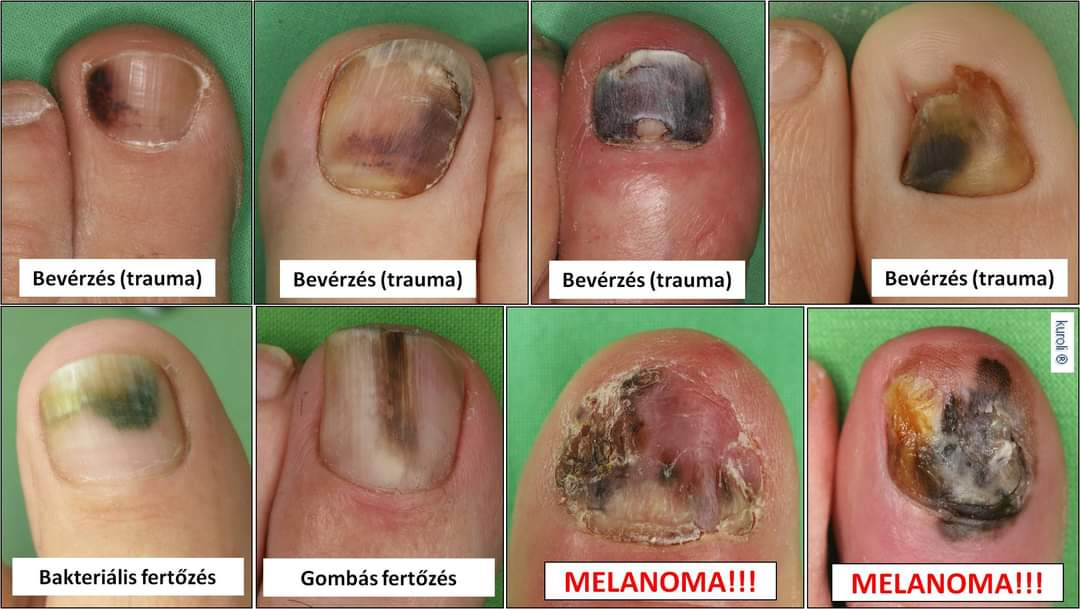 Bevérzés (trauma)
Bevérzés (trauma)
Bevérzés (trauma)
Bevérzés (trauma)
kuroli ®
Bakteriális fertőzés
Gombás fertőzés
MELANOMA!!!
MELANOMA!!!